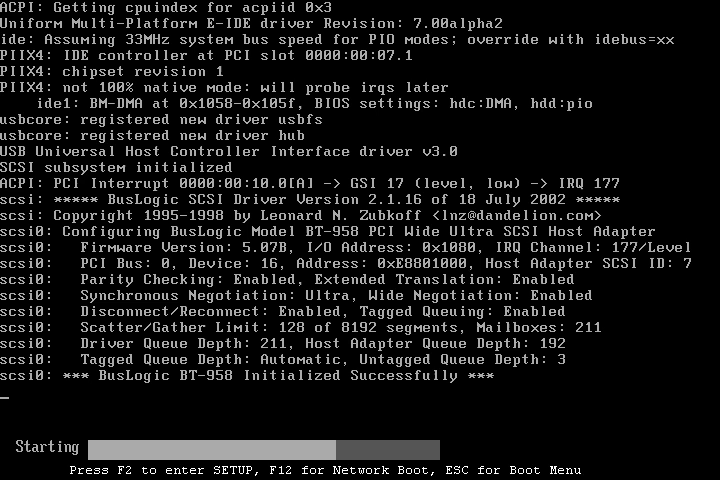 ACPI: Getting cpuindex for acpiid 0x3
Uniform Multi-Platform E-IDE driver Revision: 7.00alpha2
ide: Assuming 33MHz system bus speed for PIO modes; override with idebus=xx
PIIX4: IDE controller at PCI slot 0000:00:07.1
PIIX4: chipset revision 1
PIIX4: not 100% native mode: will probe irqs later
    ide1: BM-DMA at 0x1058-0x105f, BIOS settings: hdc:DMA, hdd:pio
usbcore: registered new driver usbfs
usbcore: registered new driver hub
USB Universal Host Controller Interface driver v3.0
SCSI subsystem initialized
ACPI: PCI Interrupt 0000:00:10.0[A] -> GSI 17 (level, low) -> IRQ 177
scsi: ***** BusLogic SCSI Driver Version 2.1.16 of 18 July 2002 *****
scsi: Copyright 1995-1998 by Leonard N. Zubkoff <lnz@dandelion.com>
scsi0: Configuring BusLogic Model BT-958 PCI Wide Ultra SCSI Host Adapter
scsi0:   Firmware Version: 5.07B, I/O Address: 0x1080, IRQ Channel: 177/Level
scsi0:   PCI Bus: 0, Device: 16, Address: 0xE8801000, Host Adapter SCSI ID: 7
scsi0:   Parity Checking: Enabled, Extended Translation: Enabled
scsi0:   Synchronous Negotiation: Ultra, Wide Negotiation: Enabled
scsi0:   Disconnect/Reconnect: Enabled, Tagged Queuing: Enabled
scsi0:   Scatter/Gather Limit: 128 of 8192 segments, Mailboxes: 211
scsi0:   Driver Queue Depth: 211, Host Adapter Queue Depth: 192
scsi0:   Tagged Queue Depth: Automatic, Untagged Queue Depth: 3
scsi0: *** BusLogic BT-958 Initialized Successfully ***
Starting
Press F2 to enter SETUP, F12 for Network Boot, ESC for Boot Menu